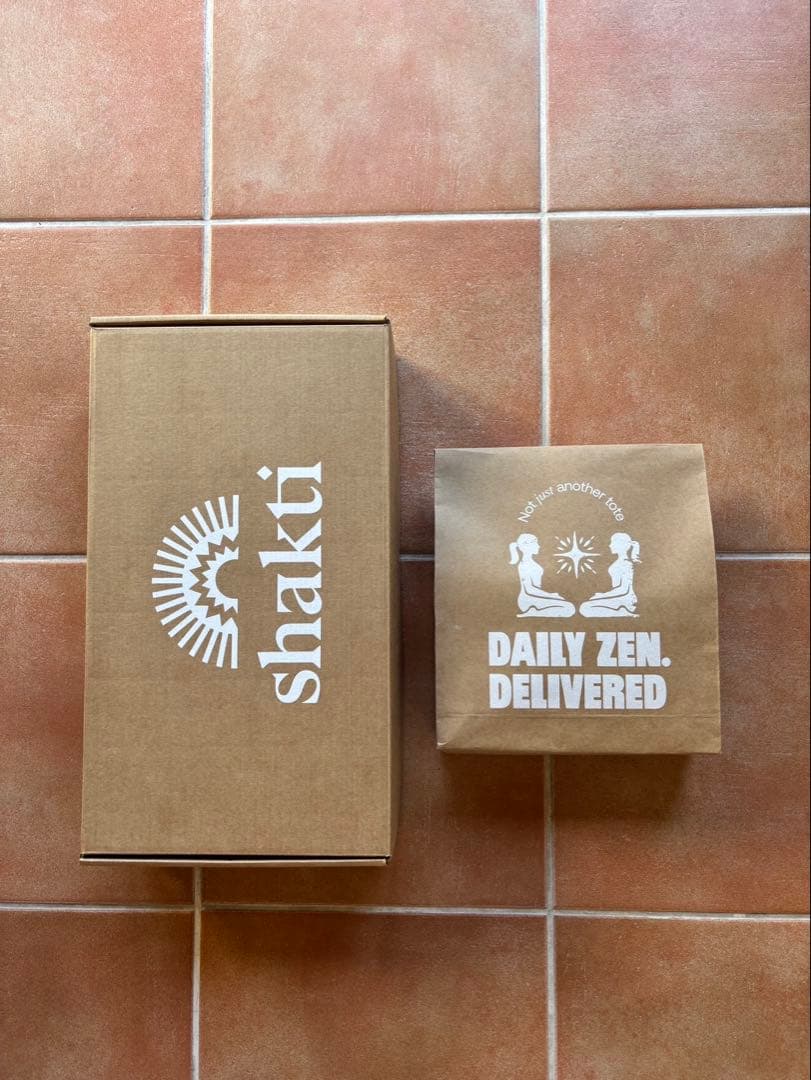 shakti
Not just another tote
DAILY ZEN.
DELIVERED